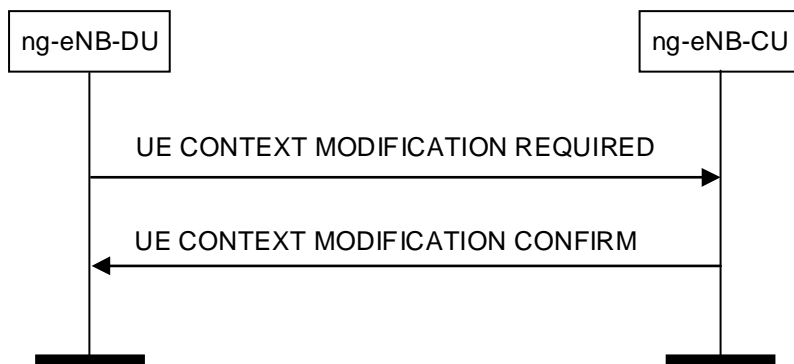 ng-eNB-DU
ng-eNB-CU
UE CONTEXT MODIFICATION REQUIRED
UE CONTEXT MODIFICATION CONFIRM